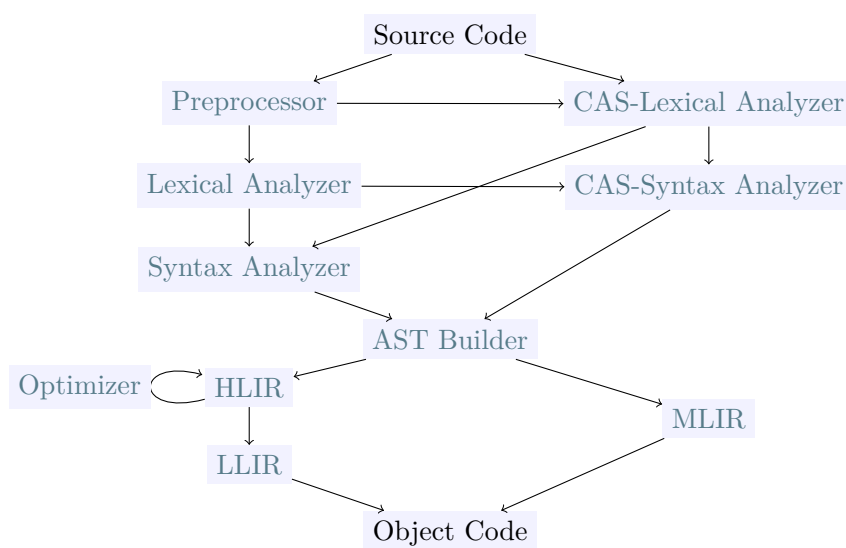 Source Code
Preprocessor
CAS-Lexical Analyzer
Lexical Analyzer
CAS-Syntax Analyzer
Syntax Analyzer
AST Builder
Optimizer
HLIR
MLIR
LLIR
Object Code